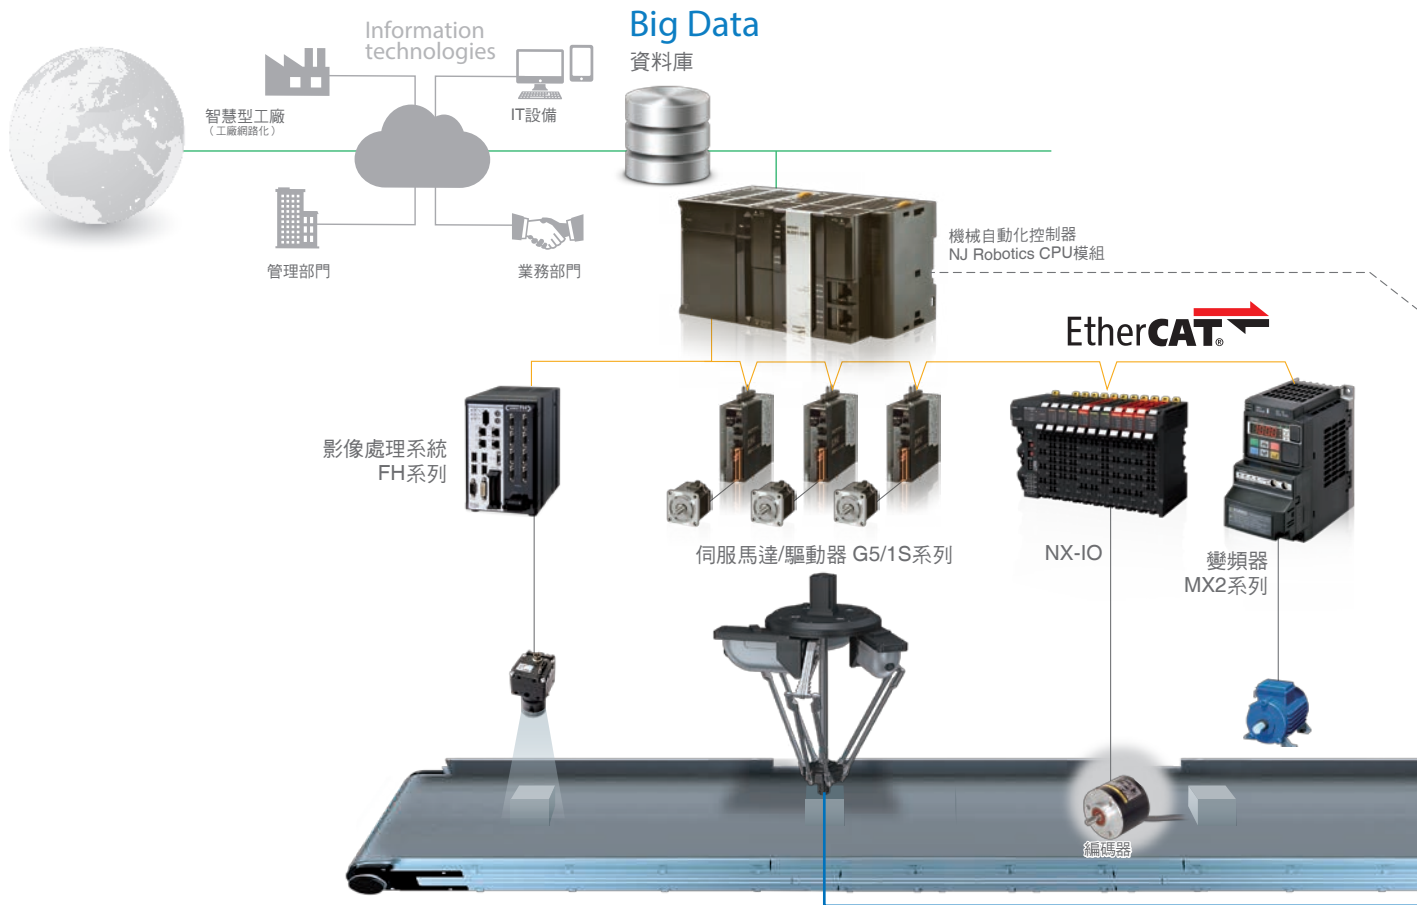 Information
technologies
Big Data
資料庫
智慧型工廠
（工廠網路化）
IT設備
管理部門
業務部門
機械自動化控制器
NJ Robotics CPU模組
EtherCAT®
影像處理系統
FH系列
伺服馬達/驅動器 G5/1S系列
NX-IO
變頻器
MX2系列
編碼器